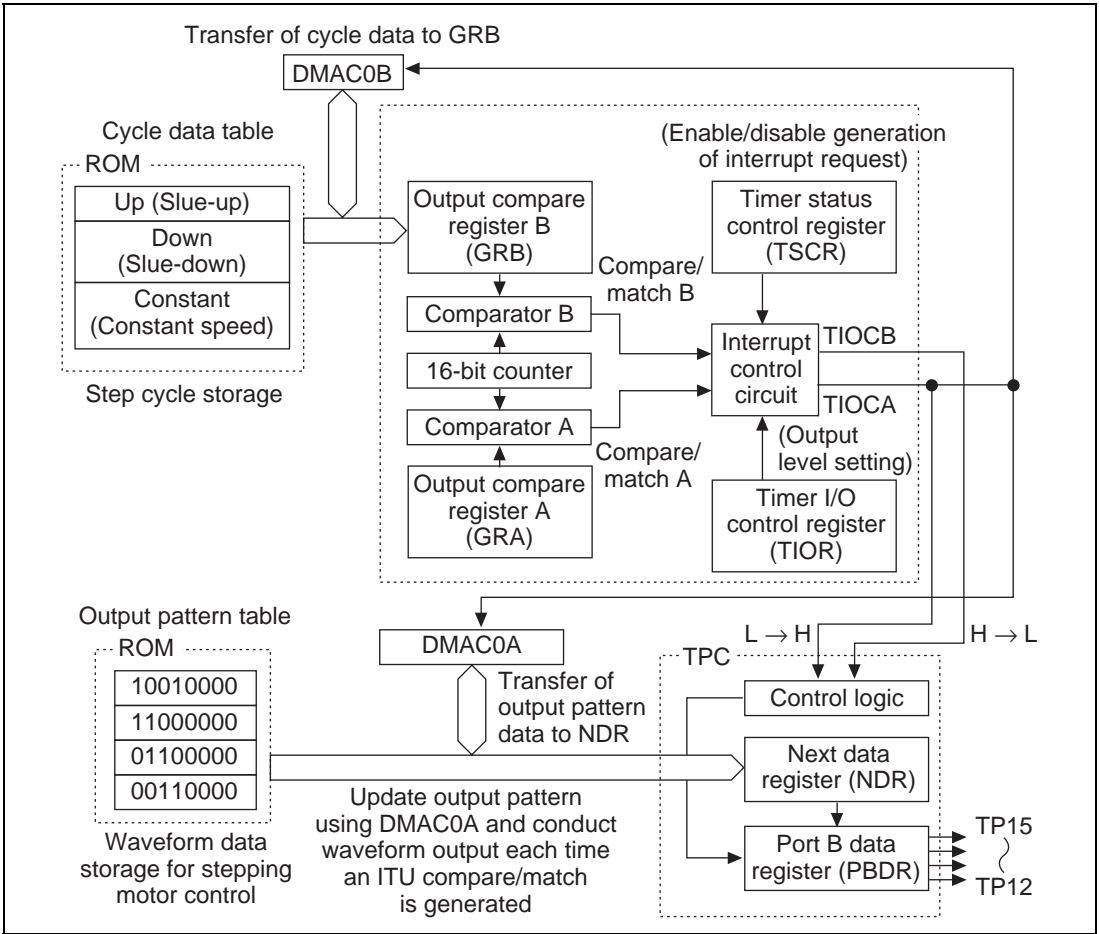 Transfer of cycle data to GRB
DMAC0B
Cycle data table
ROM
Up (Slue-up)
Down
(Slue-down)
Constant
(Constant speed)
Step cycle storage
(Enable/disable generation
of interrupt request)
Output compare
register B
(GRB)
Timer status
control register
(TSCR)
Compare/
match B
Comparator B
16-bit counter
Comparator A
Interrupt
control
circuit
TIOCB
TIOCA
Compare/
match A
(Output
level setting)
Output compare
register A
(GRA)
Timer I/O
control register
(TIOR)
Output pattern table
ROM
10010000
11000000
01100000
00110000
Waveform data
storage for stepping
motor control
DMAC0A
Transfer of
output pattern
data to NDR
Update output pattern
using DMAC0A and conduct
waveform output each time
an ITU compare/match
is generated
L → H
H → L
TPC
Control logic
Next data
register (NDR)
Port B data
register (PBDR)
TP15
TP12